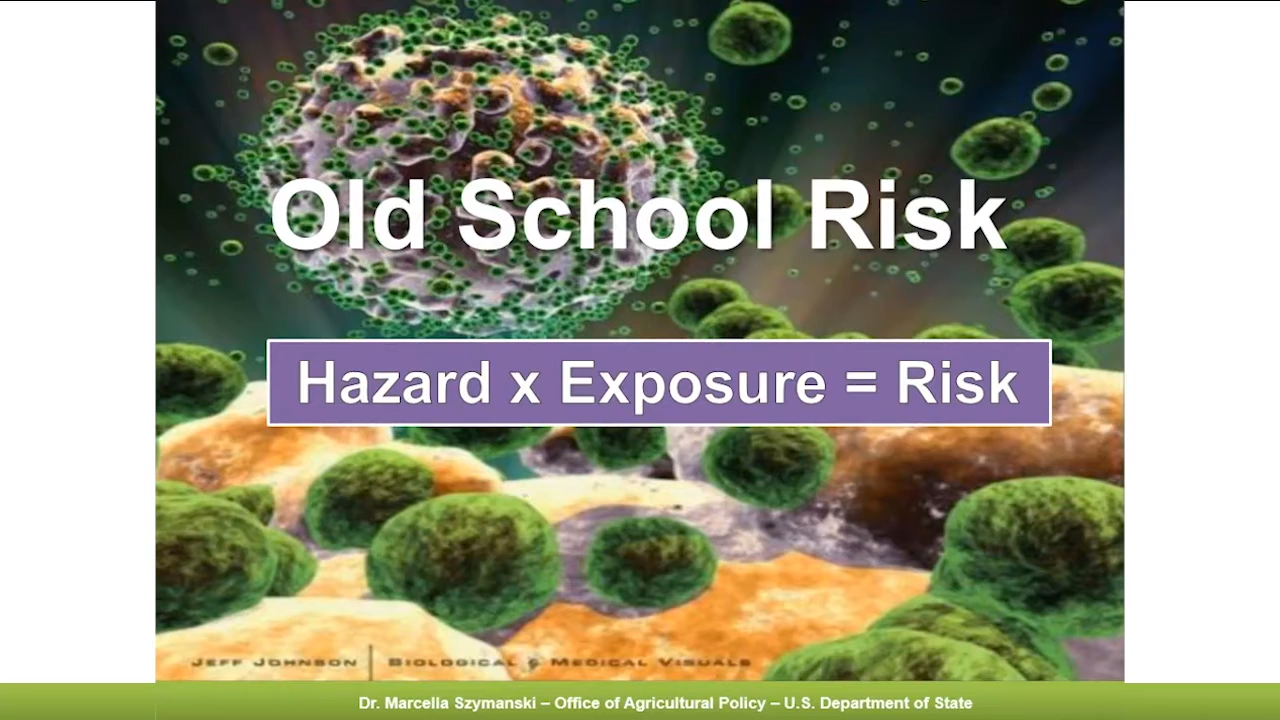 Old School Risk
Hazard x Exposure = Risk
JEFF JOHNSON | BIOLOGICAL & MEDICAL VISUALS
Dr. Marcella Szymanski – Office of Agricultural Policy – U.S. Department of State